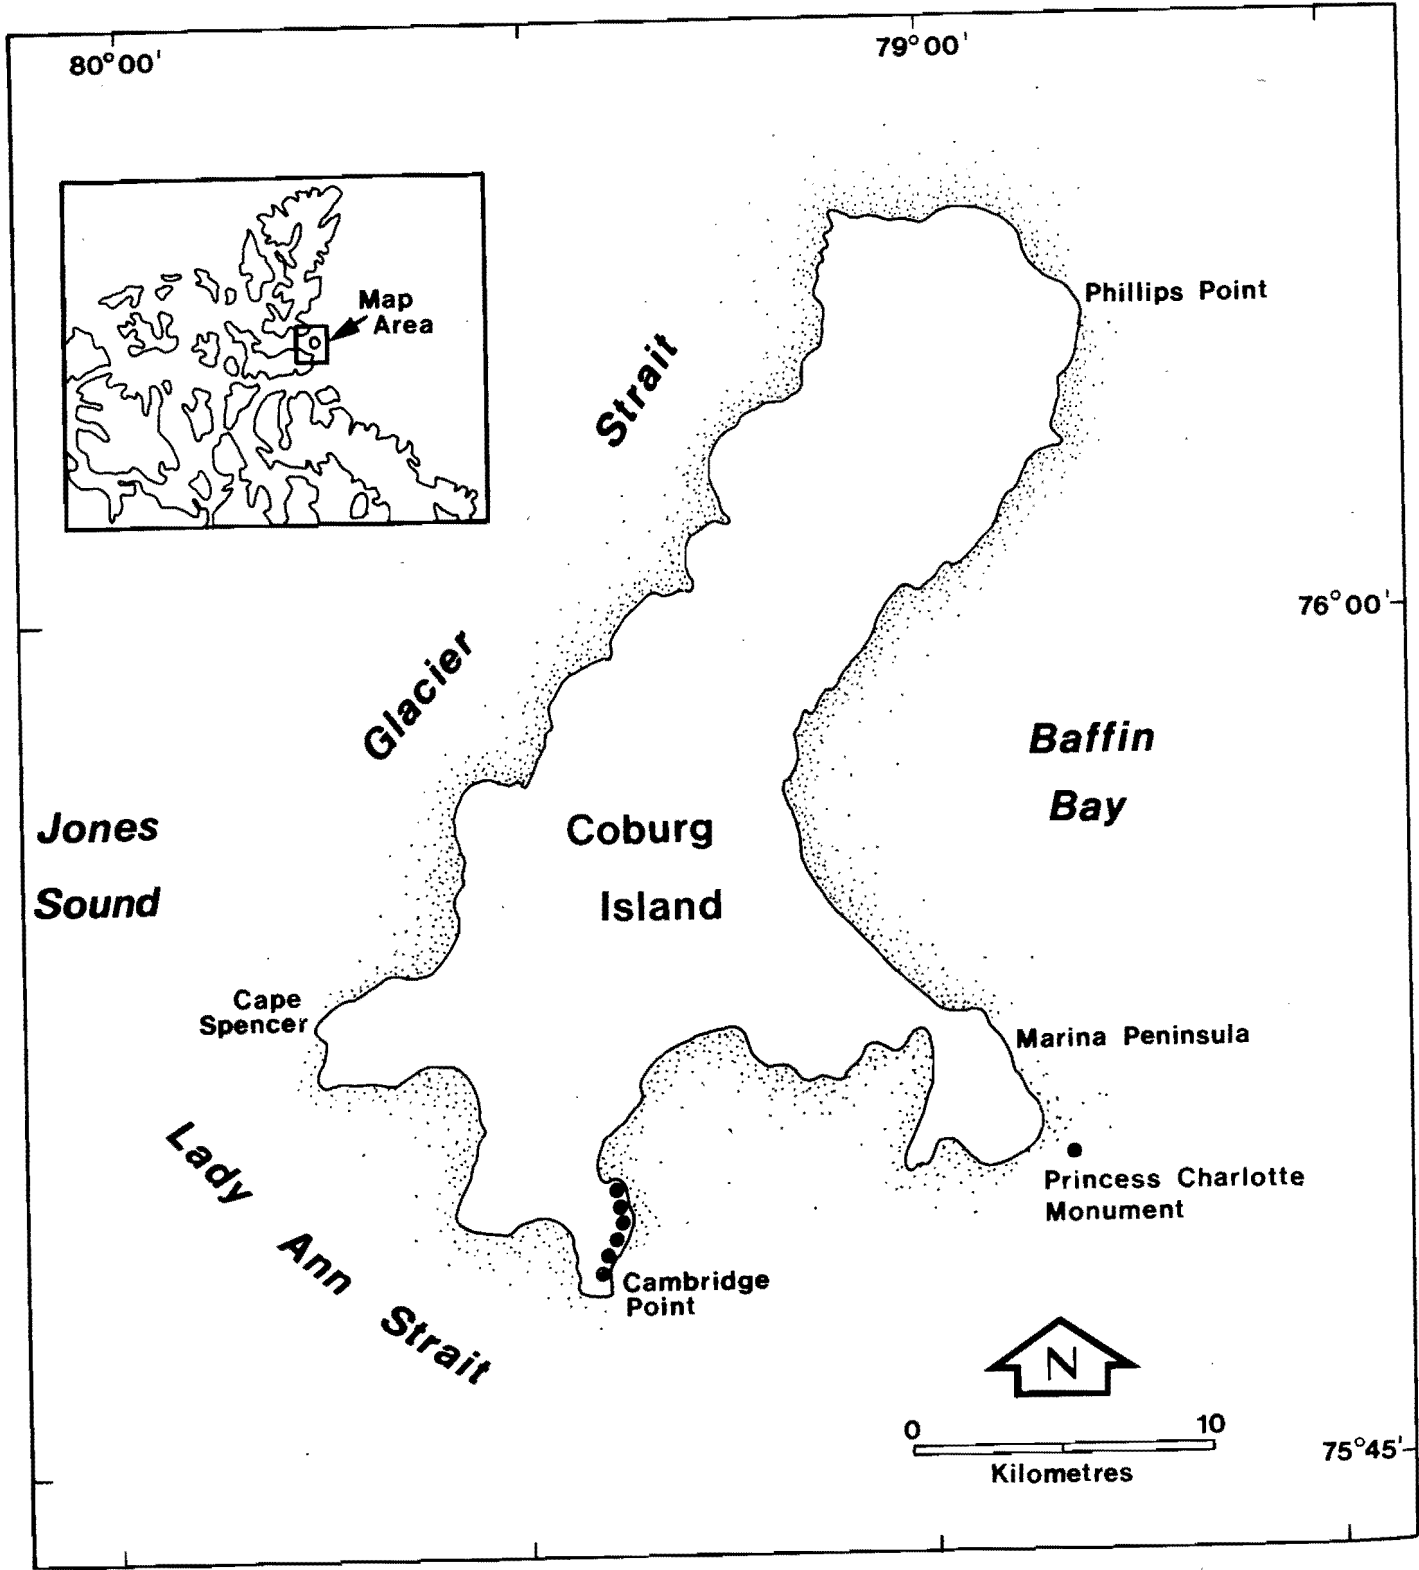 80°00'
79°00'
Map
Area
Phillips Point
Strait
76°00'
Glacier
Baffin
Bay
Jones
Sound
Coburg
Island
Cape
Spencer
Marina Peninsula
Lady Ann Strait
Princess Charlotte
Monument
Cambridge
Point
N
0 10
Kilometres
75°45'